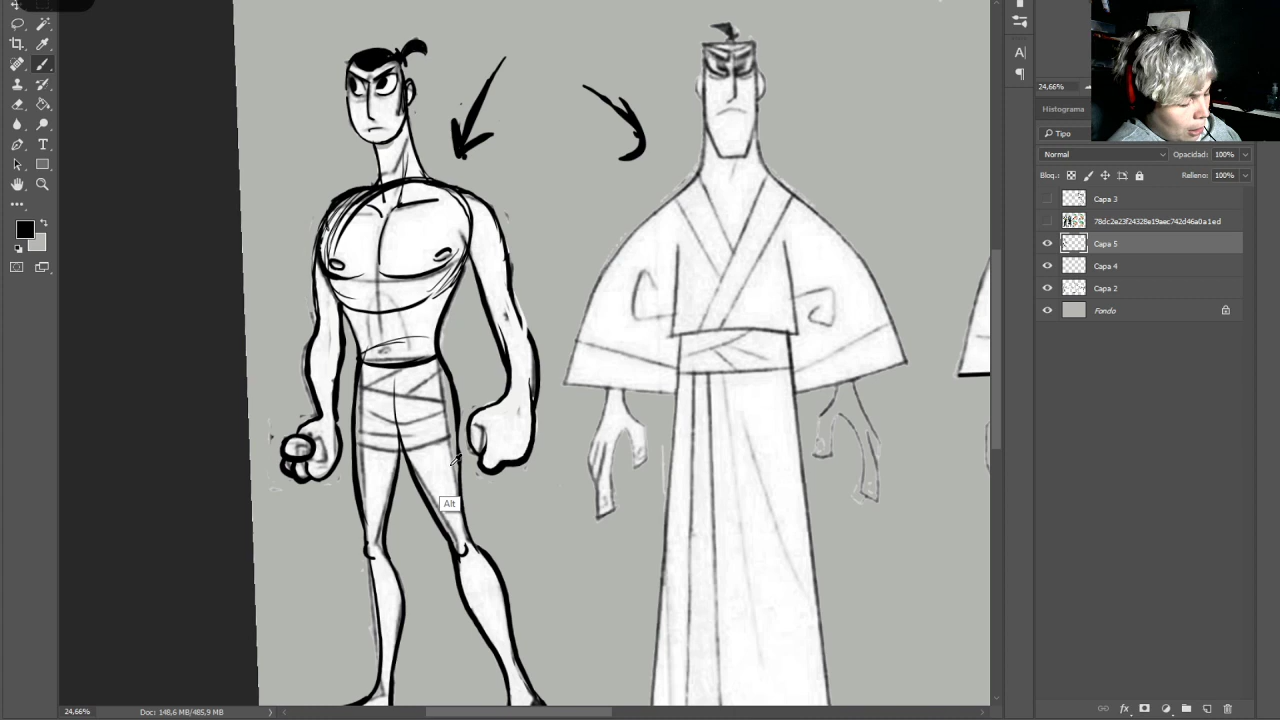 24,66%
Histograma
Tipo
Normal
Opacidad: 100%
Bloq.:
Relleno: 100%
Capa 3
78dc2e23f24328e19aec742d46a0a1ed
Capa 5
Capa 4
Capa 2
Fondo
Alt
24,66%
Doc: 148,6 MB/485,9 MB